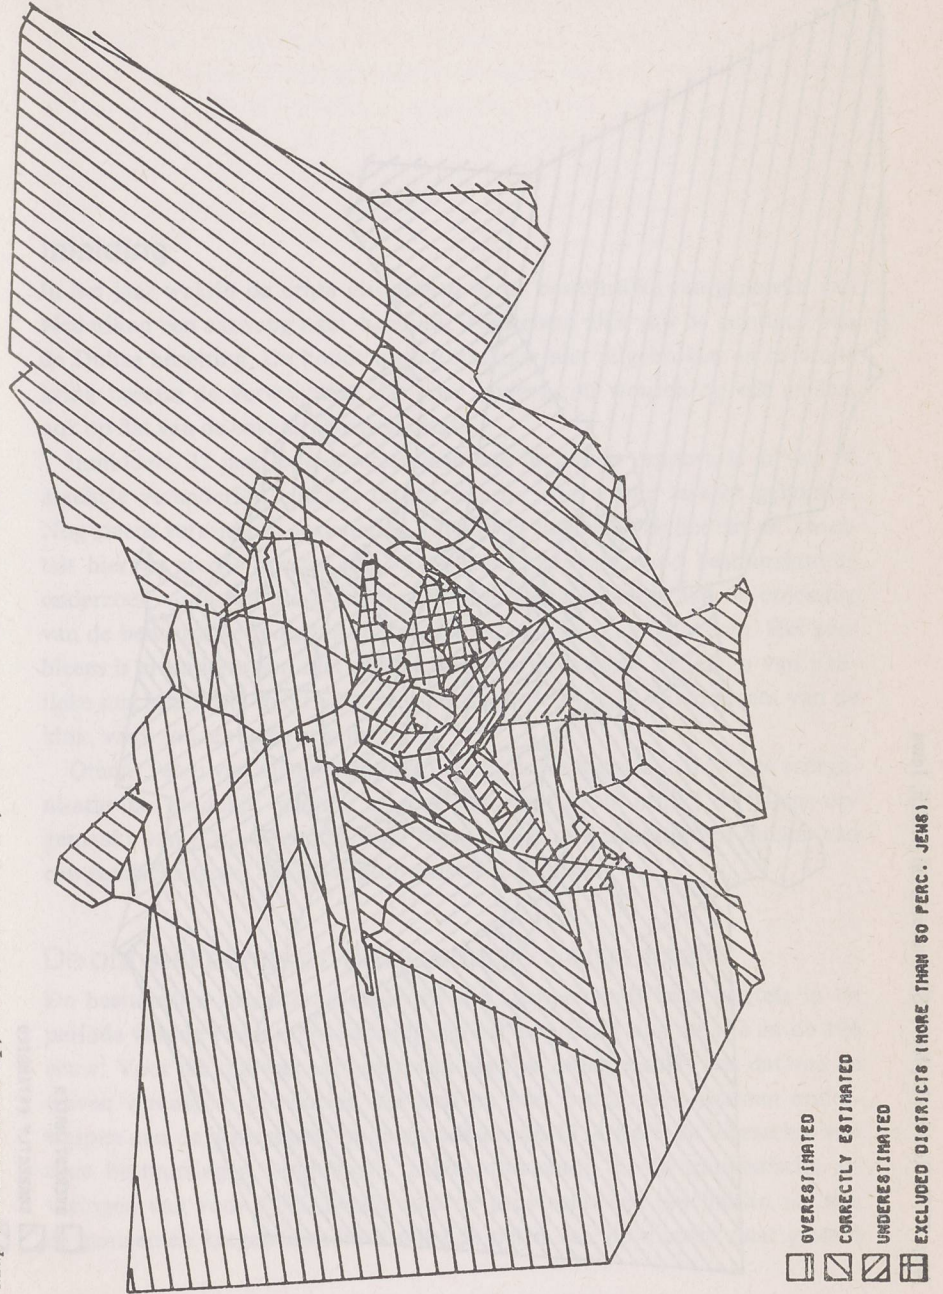 OVERESTIMATED
CORRECTLY ESTIMATED
UNDERESTIMATED
EXCLUDED DISTRICTS (MORE THAN 50 PERC. JEWS)